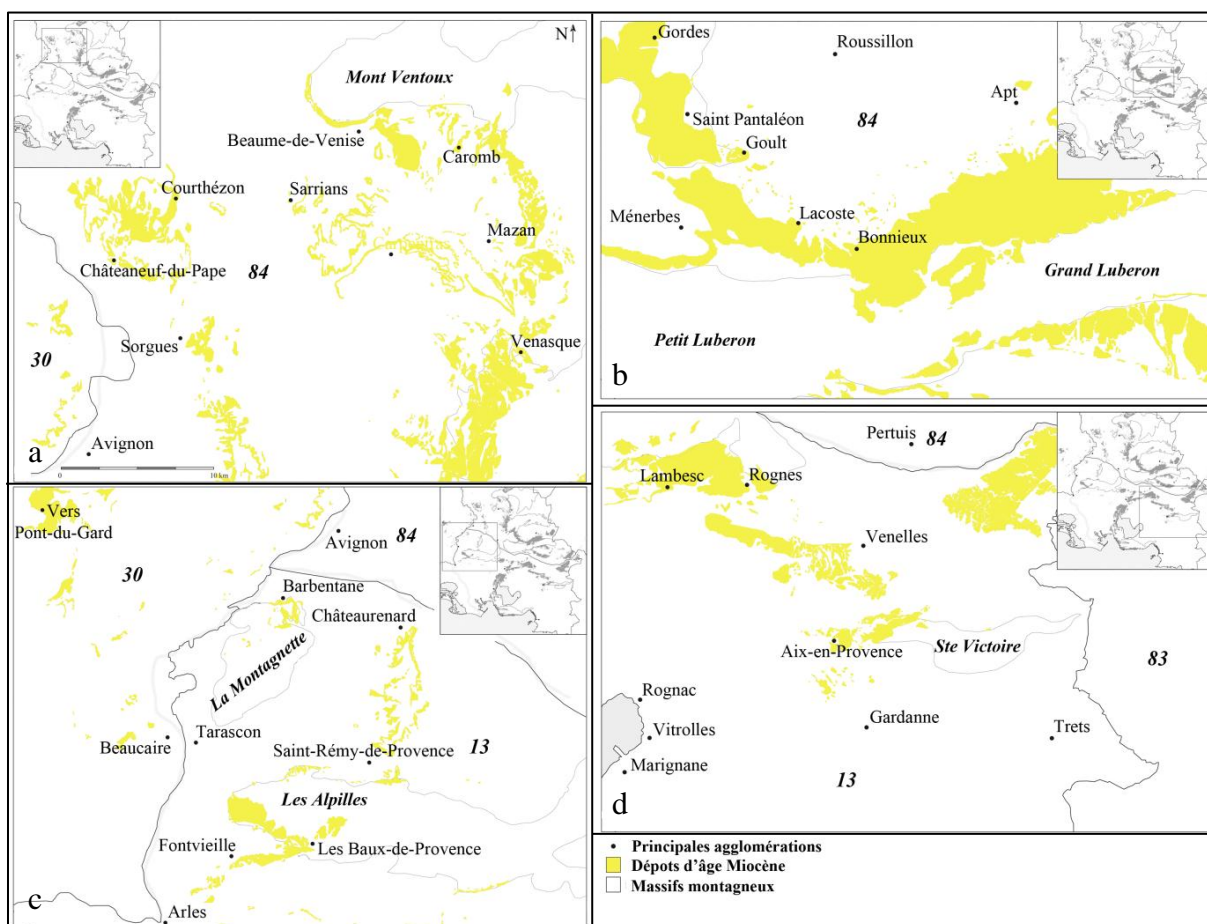 N
Mont Ventoux
Beaume-de-Venise
Caromb
Courthézon
Sarrians
Mazan
Carpentras
Châteaneuf-du-Pape
84
Sorgues
Venasque
30
Avignon
a
0
10 km
Gordes
Roussillon
Apt
Saint Pantaléon
84
Goult
Ménerbes
Lacoste
Bonnieux
Grand Luberon
Petit Luberon
b
Vers
Pont-du-Gard
Avignon
84
30
Barbentane
Châteaurenard
La Montagnette
Beaucaire
Tarascon
13
Saint-Rémy-de-Provence
Les Alpilles
Fontvieille
Les Baux-de-Provence
c
Arles
Pertuis
84
Lambesc
Rognes
Venelles
Aix-en-Provence
Ste Victoire
83
Rognac
Vitrolles
Gardanne
Trets
Marignane
13
d
Principales agglomérations
Dépots d'âge Miocène
Massifs montagneux